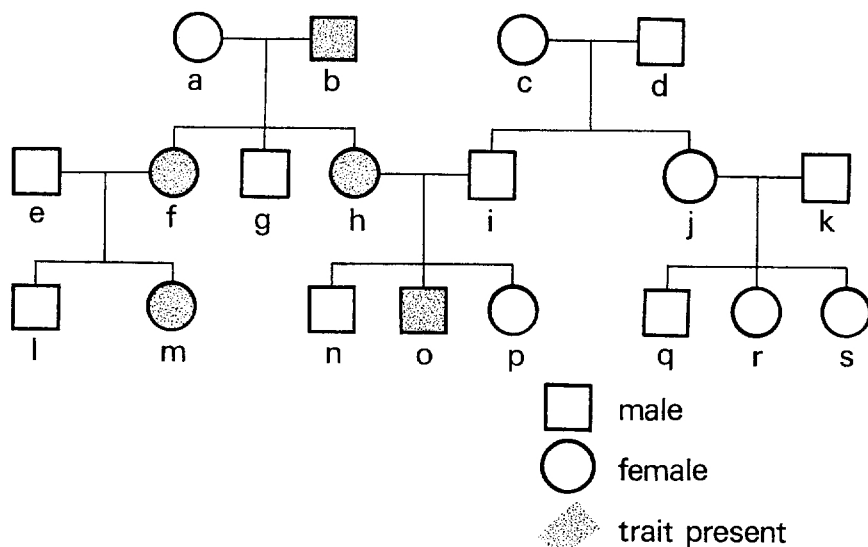 a b c d
e f g h i j k
l m n o p q r s
male
female
trait present